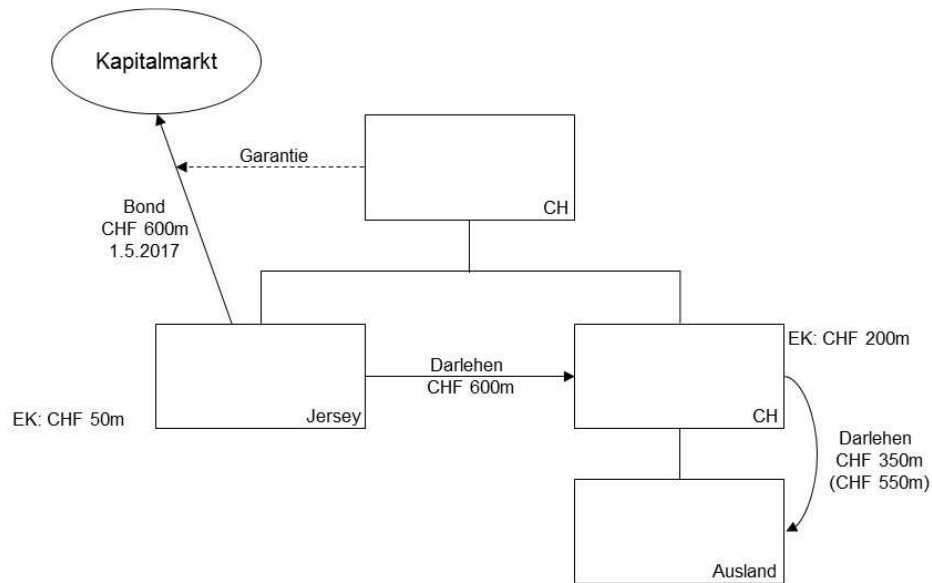 Kapitalmarkt
Garantie
CH
Bond
CHF 600m
1.5.2017
EK: CHF 200m
Darlehen
CHF 600m
EK: CHF 50m
Jersey
CH
Darlehen
CHF 350m
(CHF 550m)
Ausland